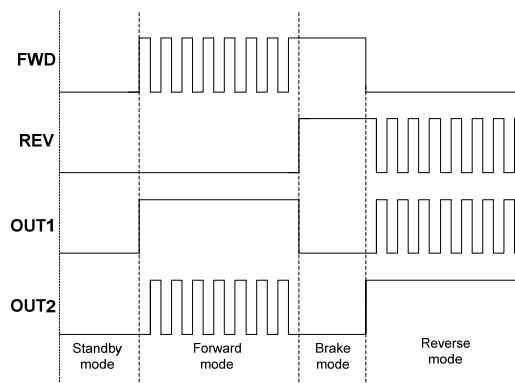 FWD
REV
OUT1
OUT2
Standby
mode
Forward
mode
Brake
mode
Reverse
mode